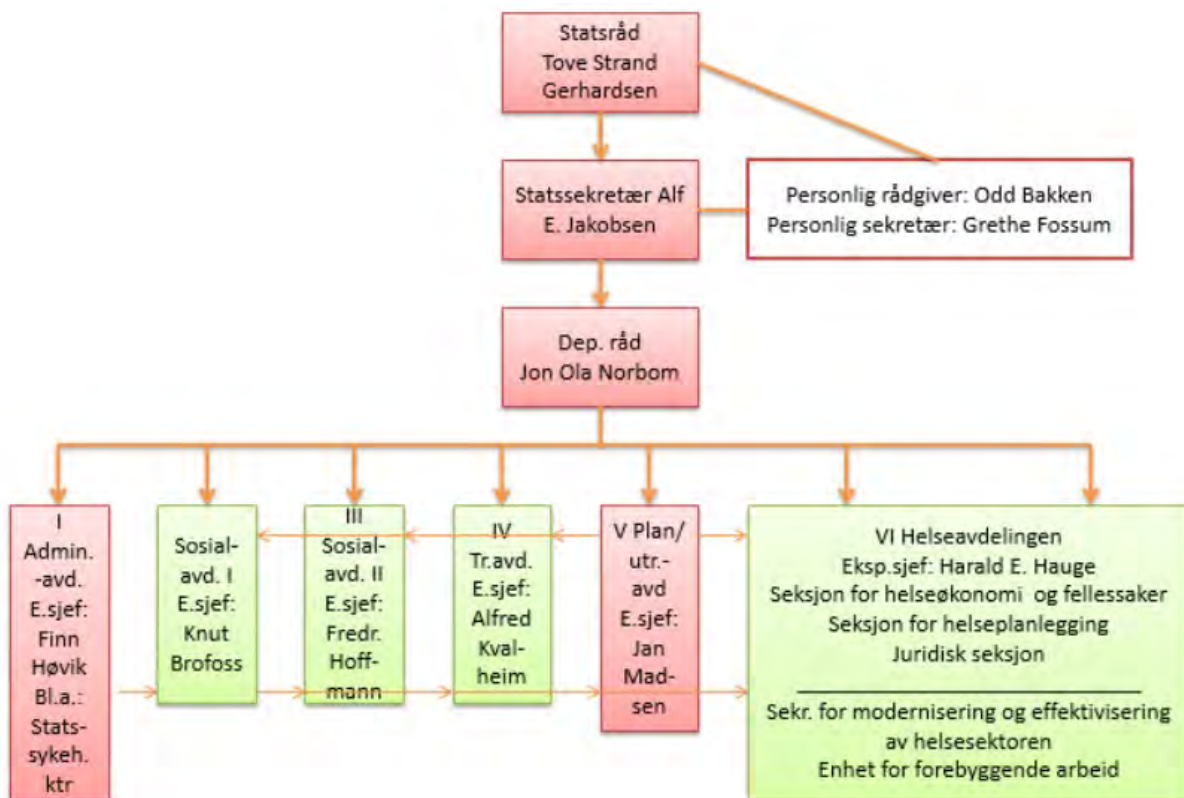 Statsråd
Tove Strand
Gerhardsen
Statssekretær Alf
E. Jakobsen
Personlig rådgiver: Odd Bakken
Personlig sekretær: Grethe Fossum
Dep. råd
Jon Ola Norbom
I
Admin.
-avd.
E.sjef:
Finn
Høvik
Bl.a.:
Stats-
sykeh.
ktr
Sosial-
avd. I
E.sjef:
Knut
Brofoss
III
Sosial-
avd. II
E.sjef:
Fredr.
Hoff-
mann
IV
Tr.avd.
E.sjef:
Alfred
Kval-
heim
V Plan/
utr.-
avd
E.sjef:
Jan
Mad-
sen
VI Helseavdelingen
Eksp.sjef: Harald E. Hauge
Seksjon for helseøkonomi og fellessaker
Seksjon for helseplanlegging
Juridisk seksjon
Sekr. for modernisering og effektivisering
av helsesektoren
Enhet for forebyggende arbeid